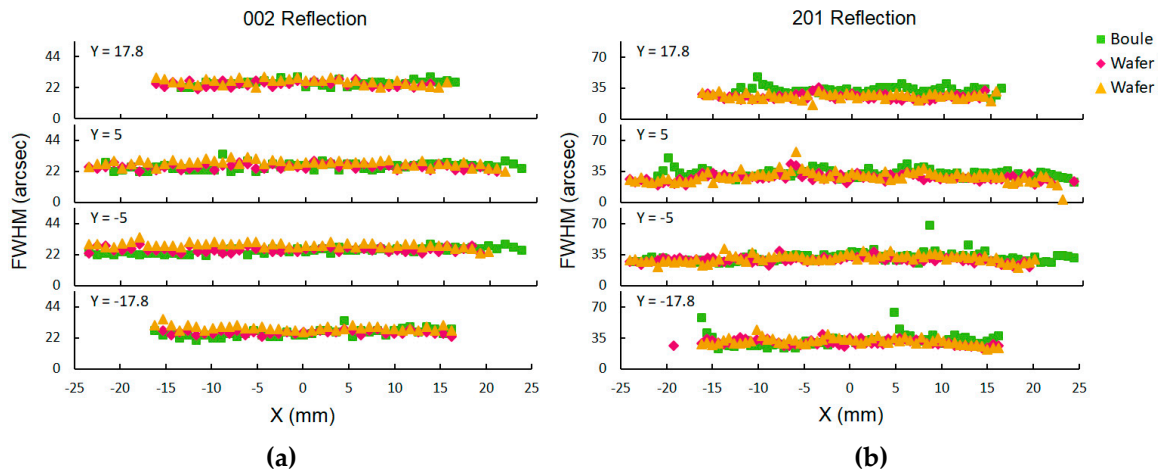 002 Reflection
201 Reflection
Y = 17.8
44
22
0
Y = 5
44
22
0
Y = -5
44
22
0
Y = -17.8
44
22
0
FWHM (arcsec)
-25 -20 -15 -10 -5 0 5 10 15 20 25
X (mm)
(a)
Y = 17.8
70
35
0
Y = 5
70
35
0
Y = -5
70
35
0
Y = -17.8
70
35
0
FWHM (arcsec)
-25 -20 -15 -10 -5 0 5 10 15 20 25
X (mm)
(b)
Boule
Wafer
Wafer